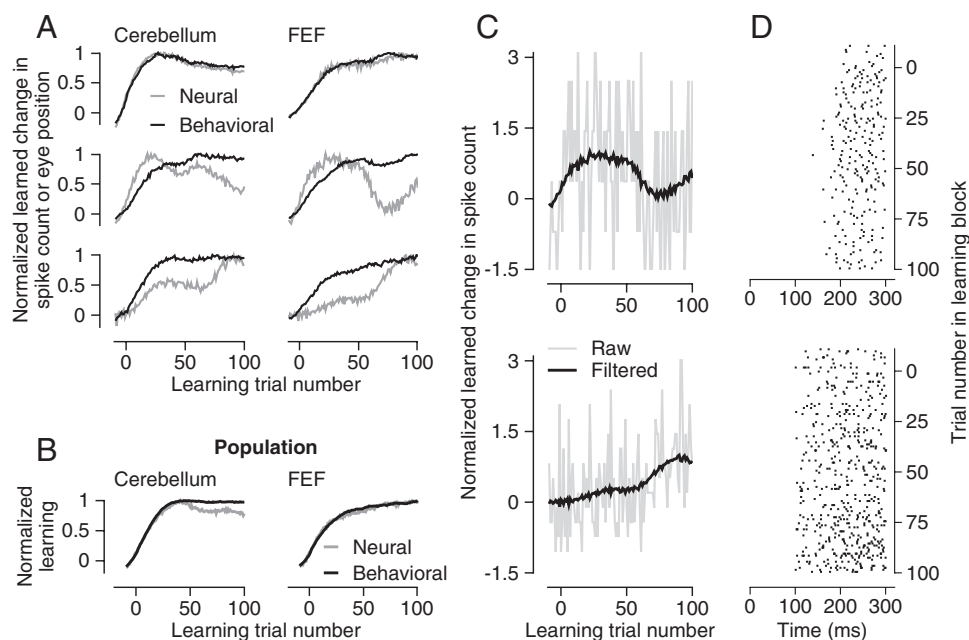 A
Cerebellum
FEF
1
0.5
0
Neural
Behavioral
1
0.5
0
1
0.5
0
0 50 100
0 50 100
Learning trial number
Normalized learned change in
spike count or eye position
B
Population
Cerebellum
FEF
1
0.5
0
Normalized
learning
Neural
Behavioral
0 50 100
0 50 100
Learning trial number
C
3
1.5
0
-1.5
0 50 100
Normalized learned change in spike count
Raw
Filtered
3
1.5
0
-1.5
0 50 100
Learning trial number
D
0
25
50
75
100
0 100 200 300
Trial number in learning block
0
25
50
75
100
0 100 200 300
Time (ms)